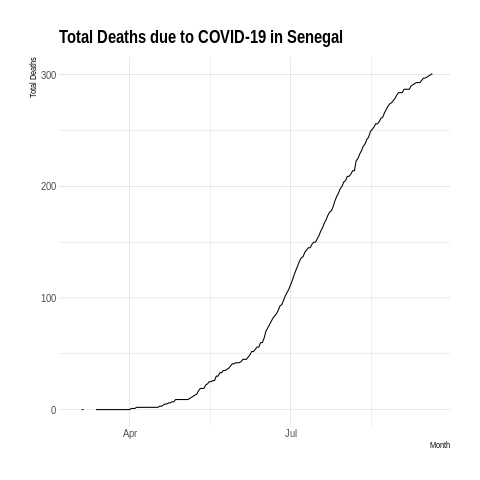 Total Deaths due to COVID-19 in Senegal
Total Deaths
300
200
100
0
Apr
Jul
Month